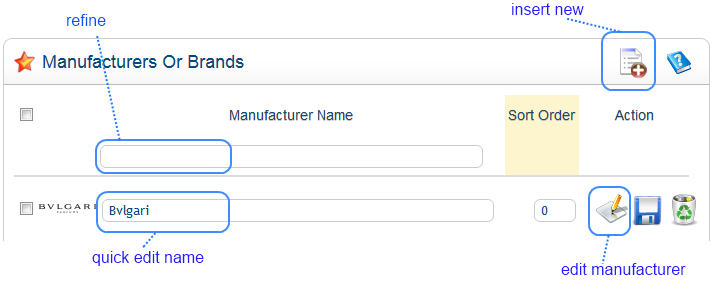 insert new
refine
Manufacturers Or Brands
Manufacturer Name Sort Order Action
BVLGARI Bvlgari 0
quick edit name
edit manufacturer